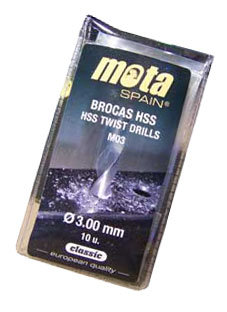 mota
SPAIN®
BROCAS HSS
HSS TWIST DRILLS
M03
Ø 3.00 mm
10 u.
classic
european quality